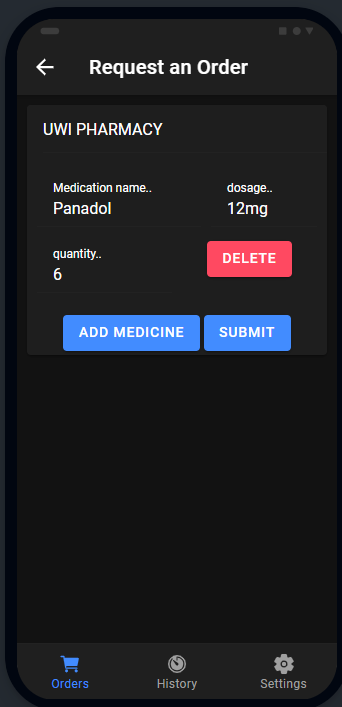 Request an Order
UWI PHARMACY
Medication name.. dosage..
Panadol 12mg
quantity..
6
DELETE
ADD MEDICINE SUBMIT
Orders History Settings